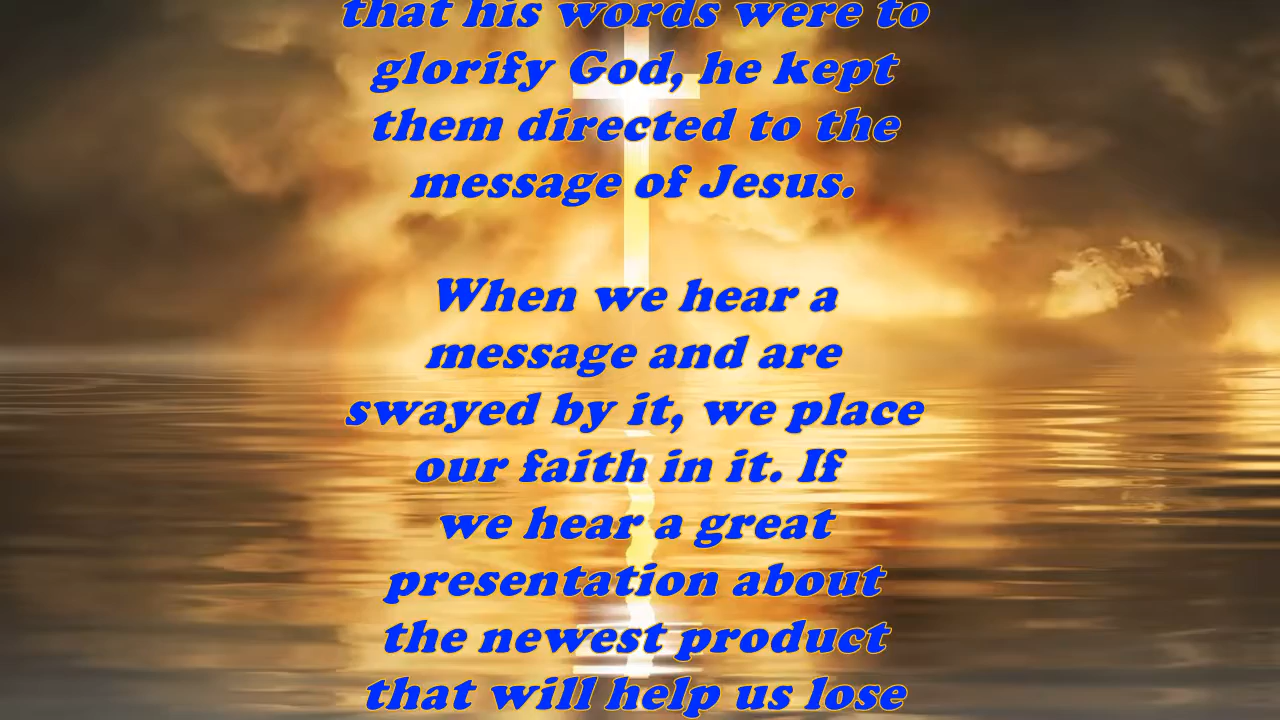 that his words were to
glorify God, he kept
them directed to the
message of Jesus.
When we hear a
message and are
swayed by it, we place
our faith in it. If
we hear a great
presentation about
the newest product
that will help us lose